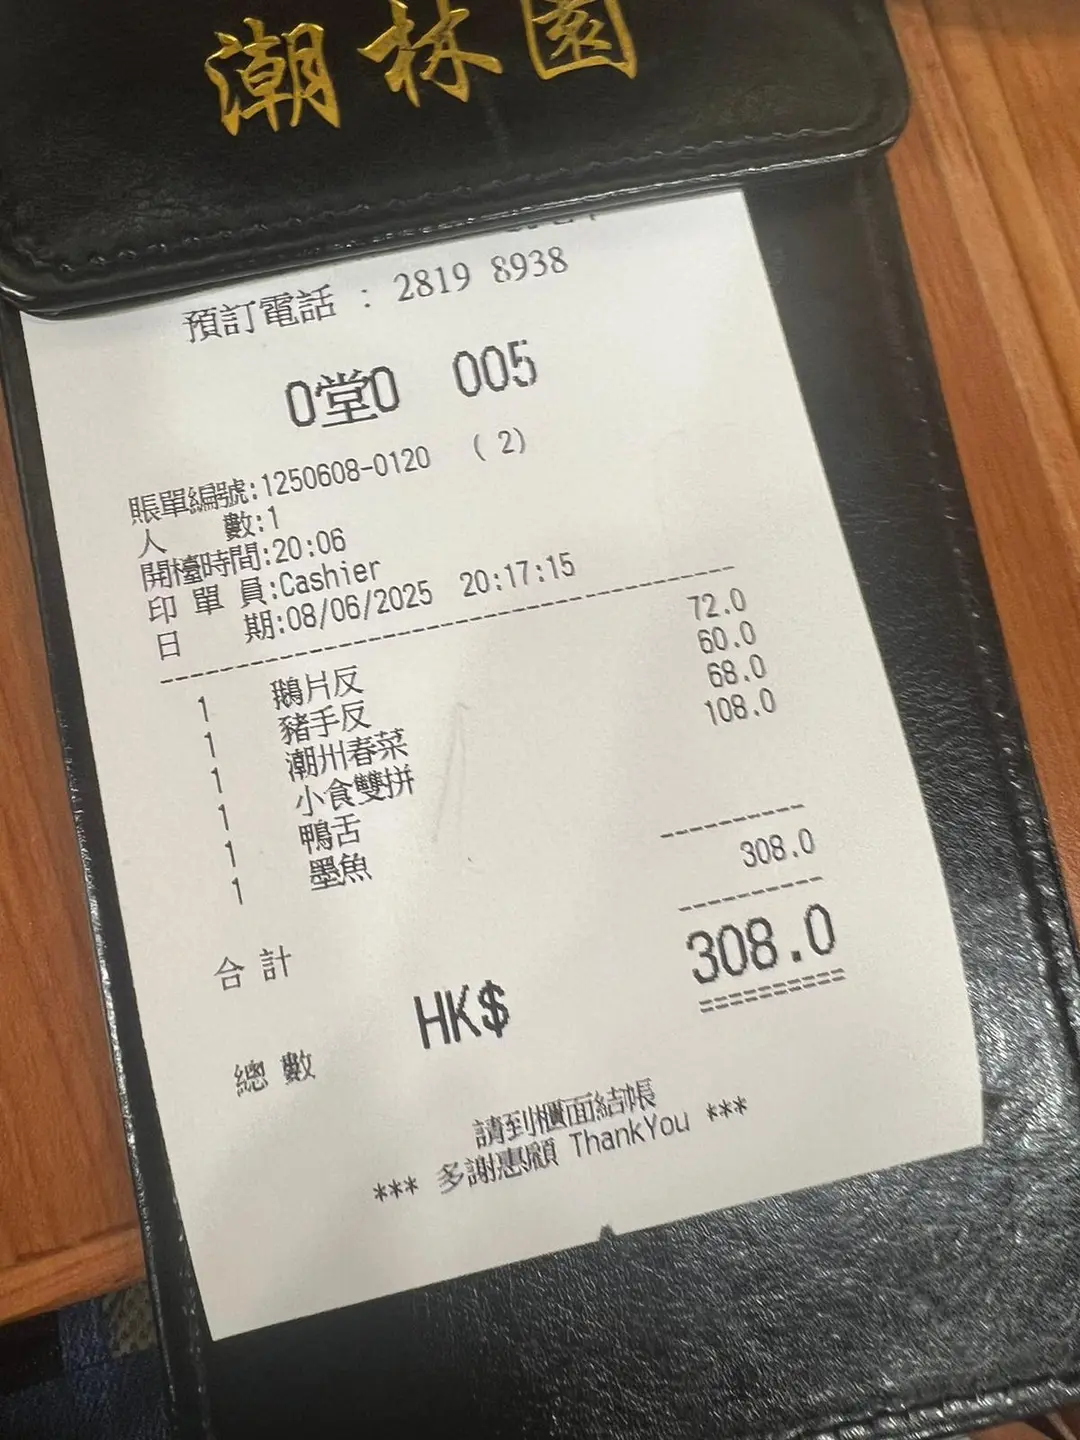 潮林園
預訂電話 : 2819 8938
0堂0 005
賬單編號:1250608-0120 ( 2)
人 數:1
開檯時間:20:06
印 單 員:Cashier
日 期:08/06/2025 20:17:15
1 鵝片反 72.0
1 豬手反 60.0
1 潮州春菜 68.0
1 小食雙拼 108.0
1 鴨舌
1 墨魚
合 計 308.0
總 數 HK$ 308.0
請到櫃面結帳
*** 多謝惠顧 ThankYou ***